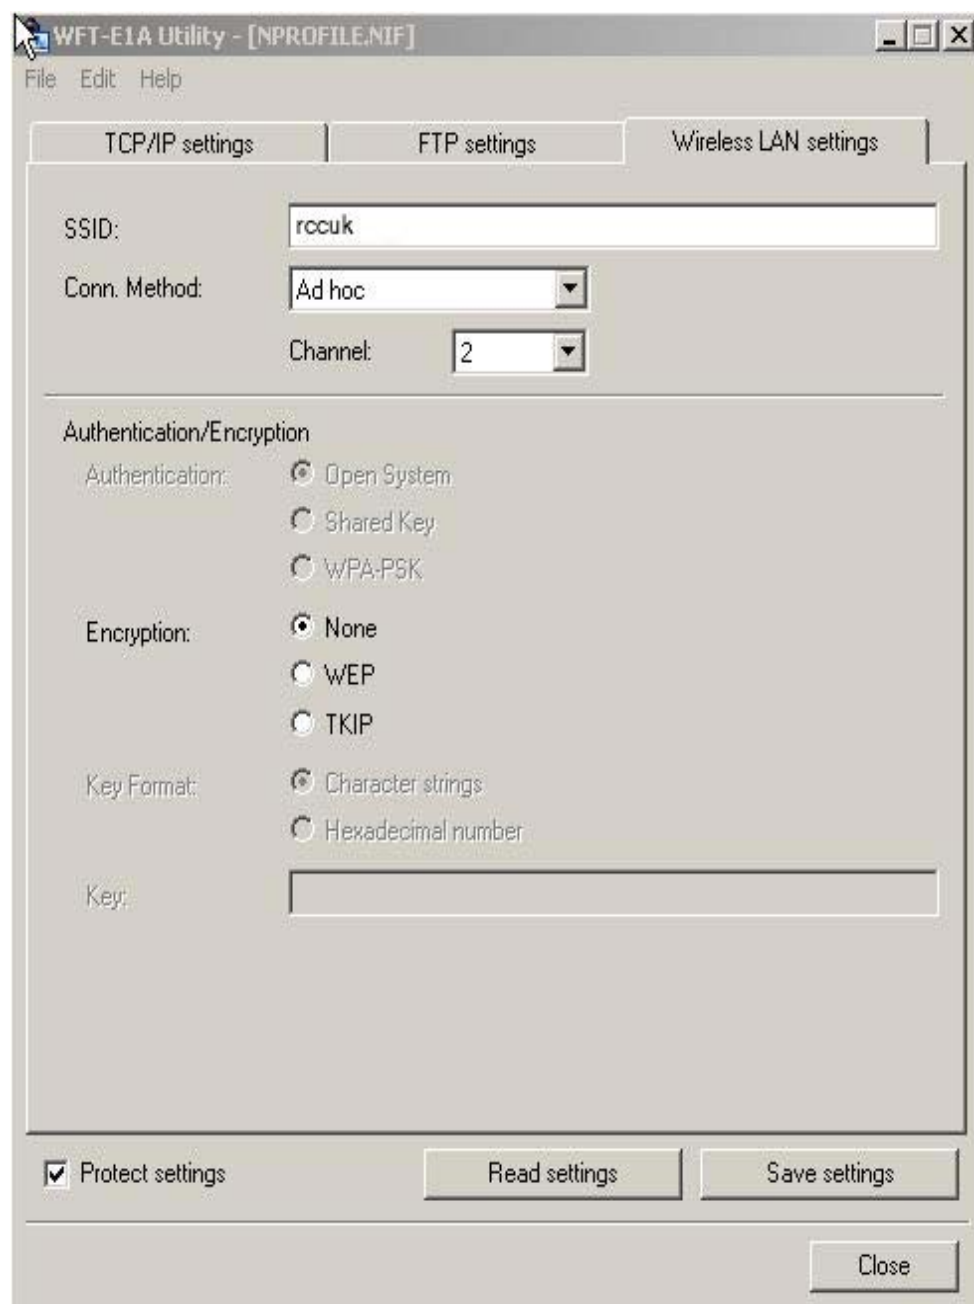 WFT-E1A Utility - [NPROFILE.NIF]
File Edit Help
TCP/IP settings FTP settings Wireless LAN settings
SSID: rccuk
Conn. Method: Ad hoc
Channel: 2
Authentication/Encryption
Authentication: Open System
Shared Key
WPA-PSK
Encryption: None
WEP
TKIP
Key Format: Character strings
Hexadecimal number
Key:
Protect settings Read settings Save settings
Close